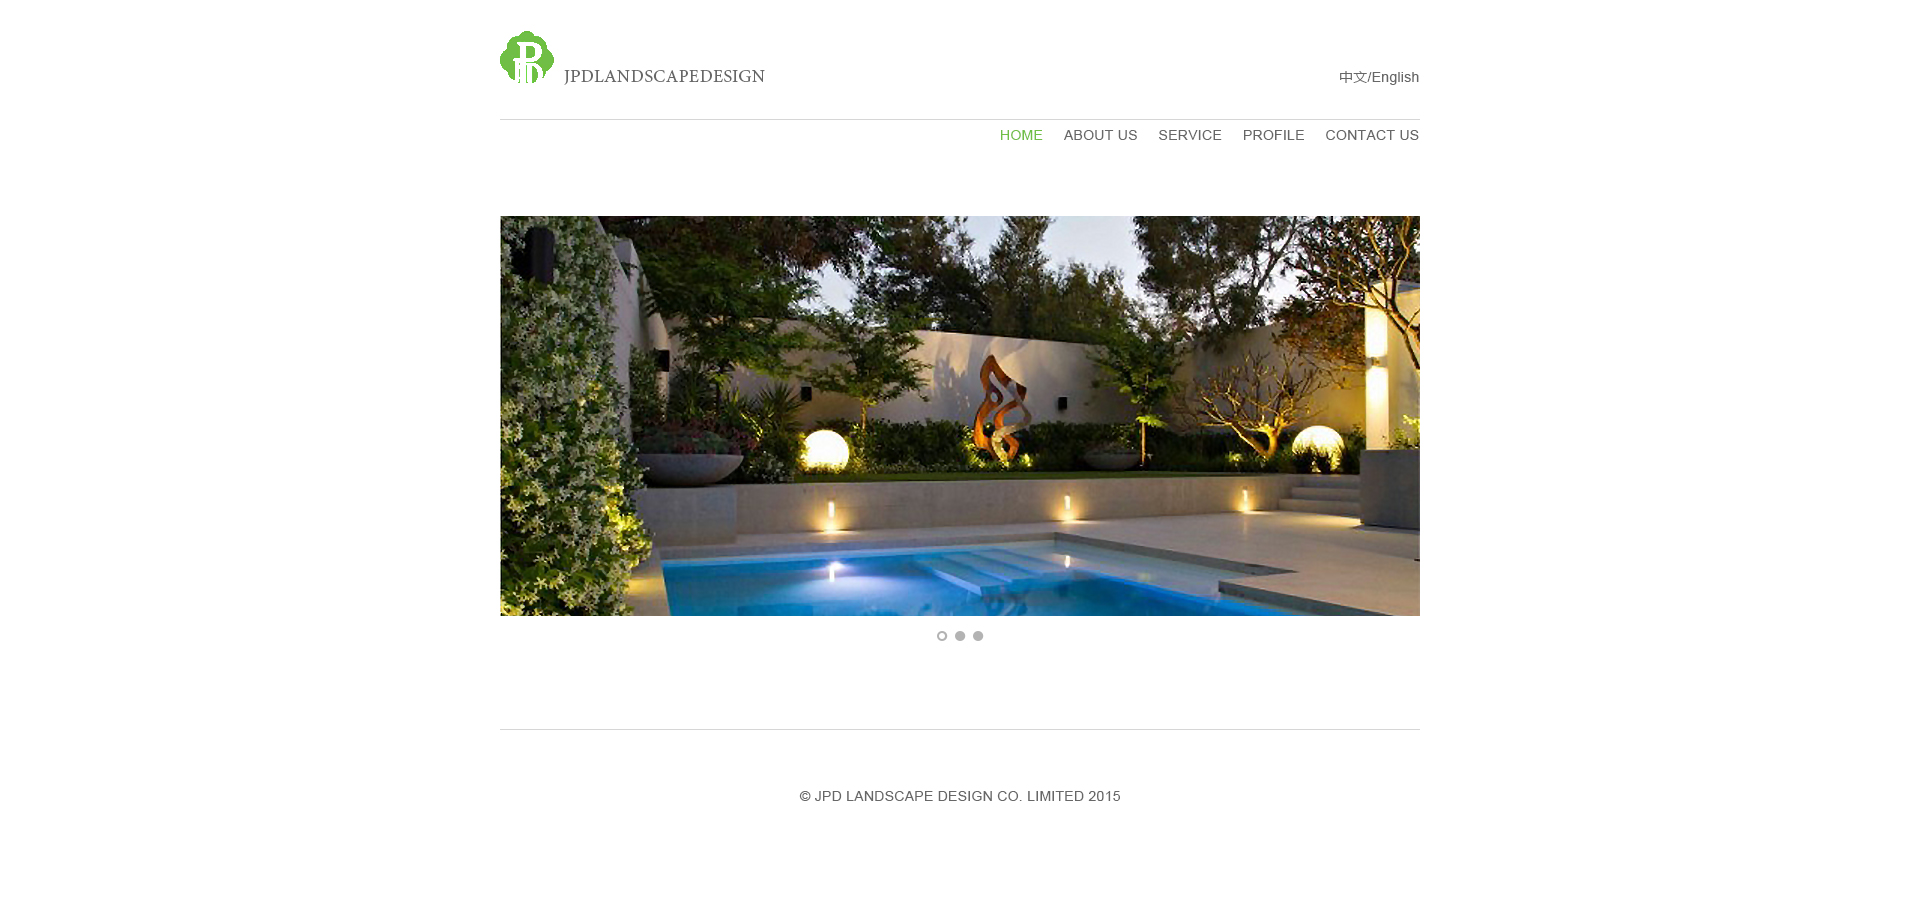 JPD
JPDLANDSCAPEDESIGN
中文/English
HOME ABOUT US SERVICE PROFILE CONTACT US
© JPD LANDSCAPE DESIGN CO. LIMITED 2015